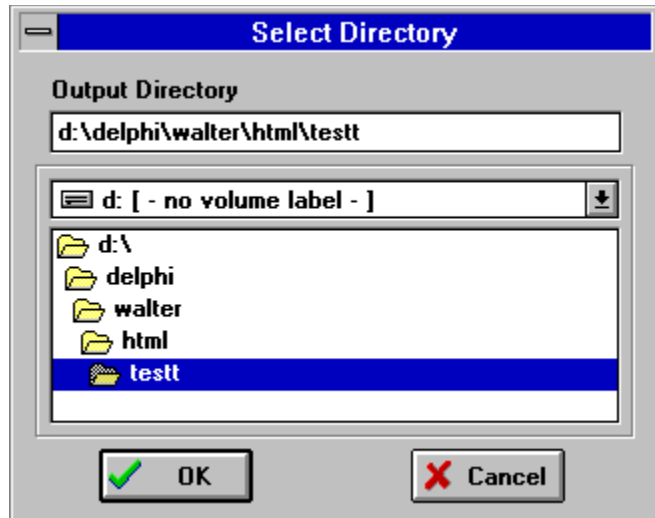 Select Directory
Output Directory
d:\delphi\walter\html\testt
d: [ - no volume label - ]
d:\
delphi
walter
html
testt
OK
Cancel